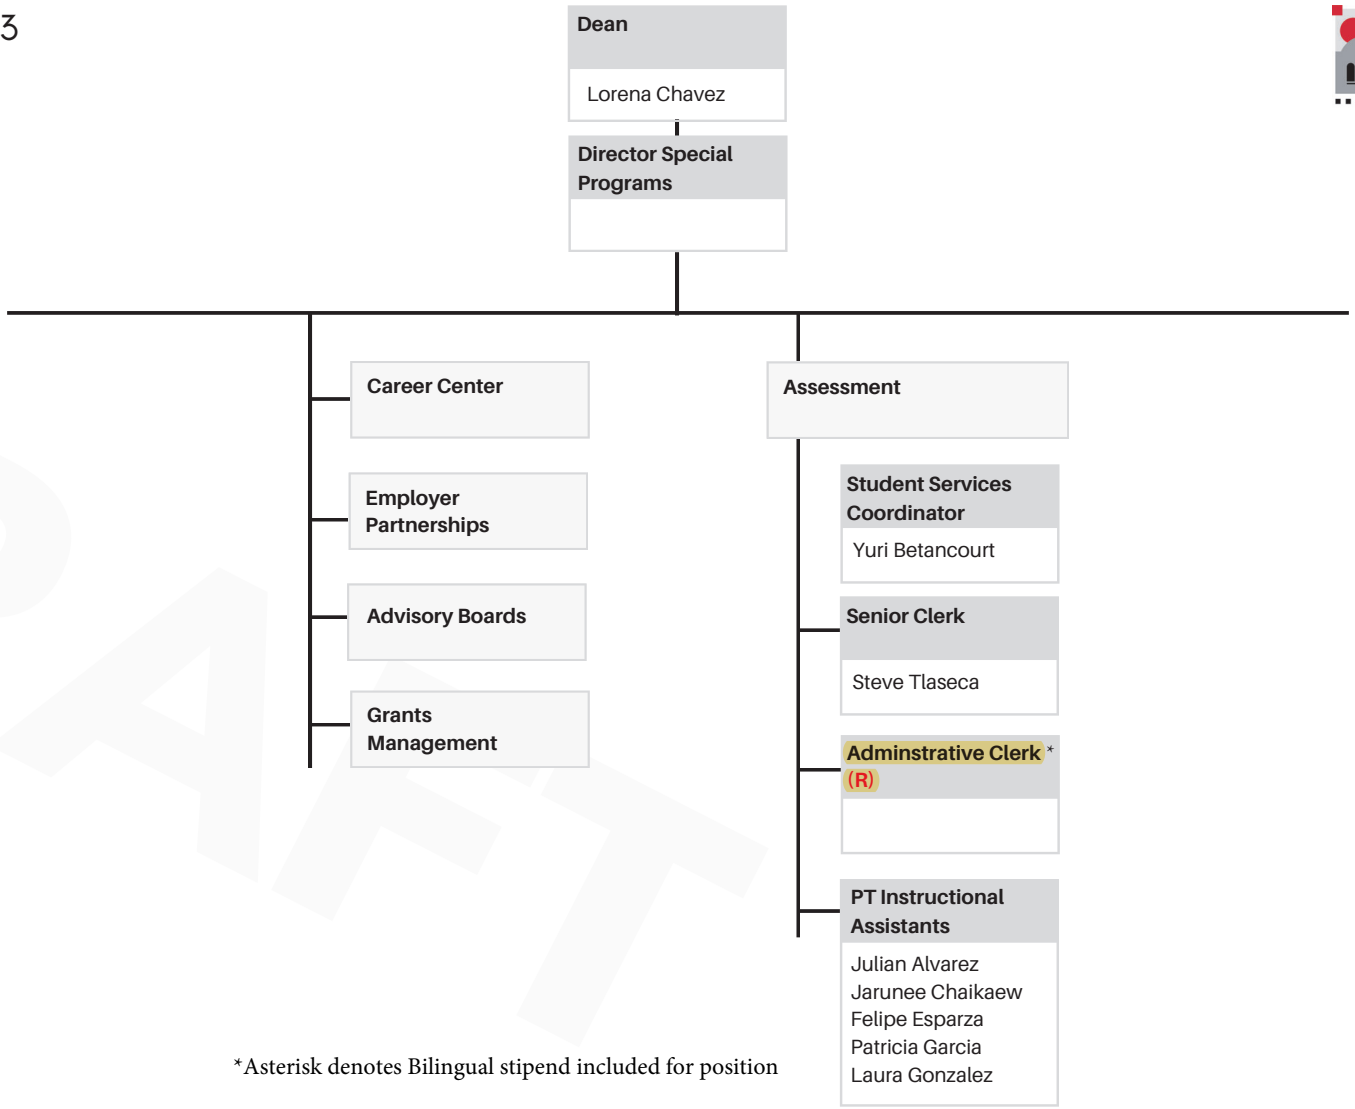 3
Dean
Lorena Chavez
Director Special
Programs
Career Center
Employer
Partnerships
Advisory Boards
Grants
Management
Assessment
Student Services
Coordinator
Yuri Betancourt
Senior Clerk
Steve Tlaseca
Adminstrative Clerk *
(R)
PT Instructional
Assistants
Julian Alvarez
Jarunee Chaikaew
Felipe Esparza
Patricia Garcia
Laura Gonzalez
*Asterisk denotes Bilingual stipend included for position
RAFT